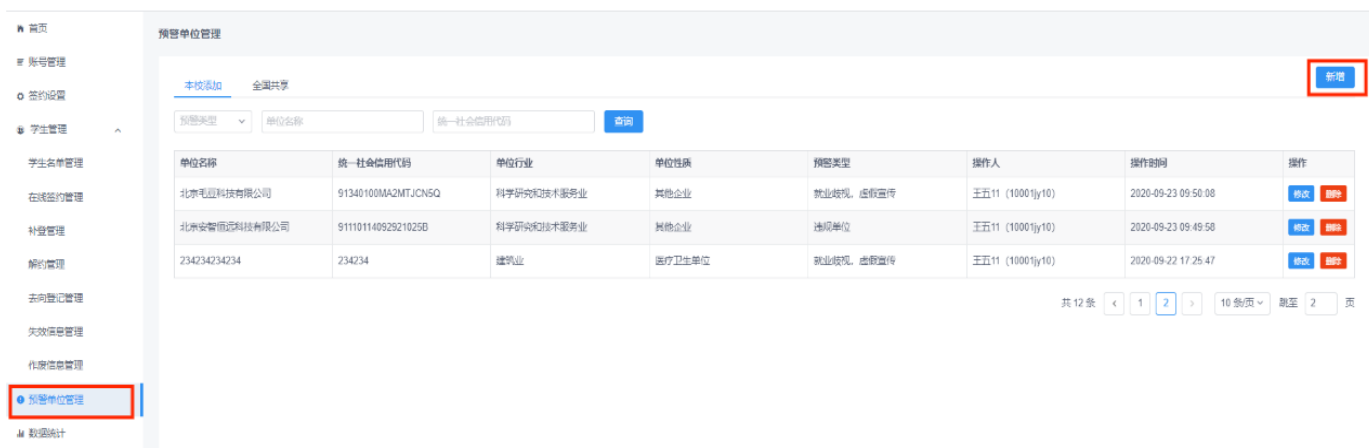 首页
预警单位管理
账号管理
本校添加 全国共享 新增
签约设置
预警类型 单位名称 统一社会信用代码 查询
学生管理
学生名单管理
单位名称 统一社会信用代码 单位行业 单位性质 预警类型 操作人 操作时间 操作
在线签约管理
北京毛豆科技有限公司 91340100MA2MTJCN5Q 科学研究和技术服务业 其他企业 就业歧视、虚假宣传 王五11（10001jy10） 2020-09-23 09:50:08 修改 删除
补登管理
北京安智恒远科技有限公司 91110114092921025B 科学研究和技术服务业 其他企业 违规单位 王五11（10001jy10） 2020-09-23 09:49:58 修改 删除
解约管理
234234234234 234234 建筑业 医疗卫生单位 就业歧视、虚假宣传 王五11（10001jy10） 2020-09-22 17:25:47 修改 删除
去向登记管理
共 12 条 < 1 2 > 10 条/页 跳至 2 页
失效信息管理
作废信息管理
预警单位管理
数据统计